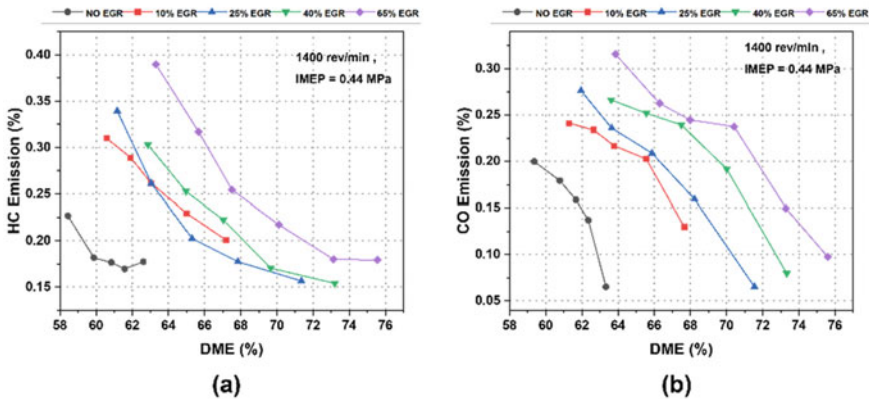 NO EGR 10% EGR 25% EGR 40% EGR 65% EGR
1400 rev/min ,
IMEP = 0.44 MPa
HC Emission (%)
0.40
0.35
0.30
0.25
0.20
0.15
58 60 62 64 66 68 70 72 74 76
DME (%)
(a)
NO EGR 10% EGR 25% EGR 40% EGR 65% EGR
1400 rev/min ,
IMEP = 0.44 MPa
CO Emission (%)
0.30
0.25
0.20
0.15
0.10
0.05
58 60 62 64 66 68 70 72 74 76
DME (%)
(b)